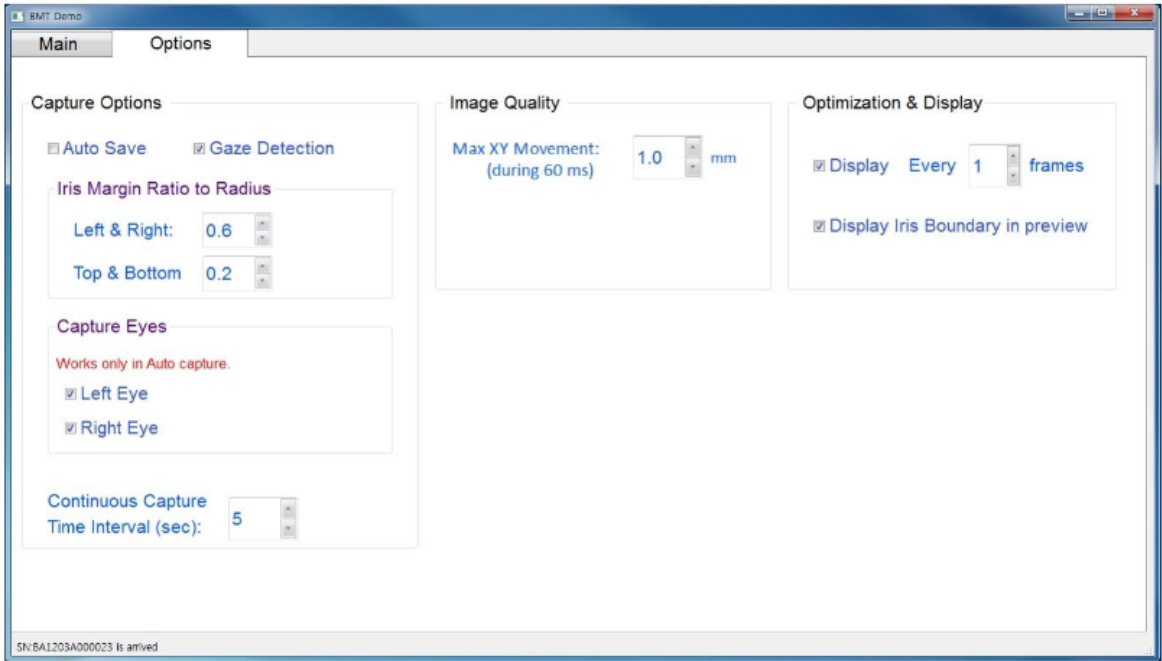 BMT Demo
Main
Options
Capture Options
Auto Save
Gaze Detection
Iris Margin Ratio to Radius
Left & Right:
0.6
Top & Bottom
0.2
Capture Eyes
Works only in Auto capture.
Left Eye
Right Eye
Continuous Capture
Time Interval (sec):
5
Image Quality
Max XY Movement:
(during 60 ms)
1.0
mm
Optimization & Display
Display Every 1 frames
Display Iris Boundary in preview
SN:BA1203A000023 is arrived